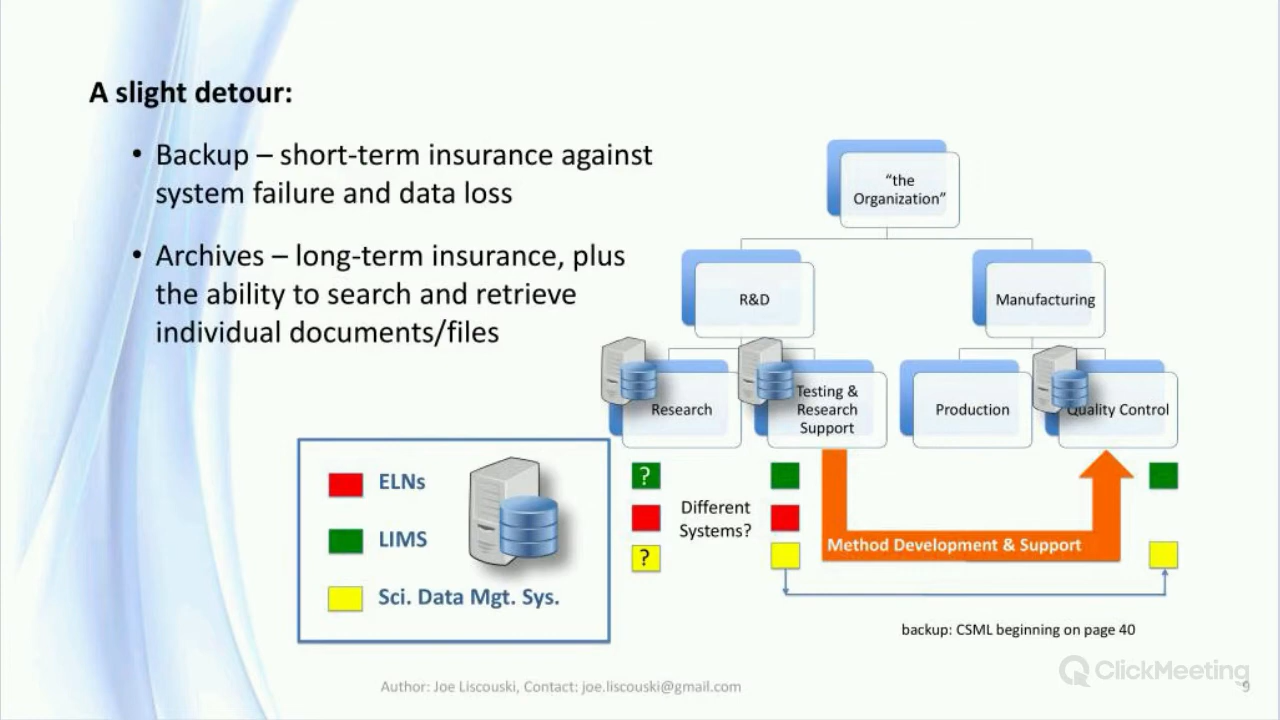 A slight detour:
• Backup – short-term insurance against
system failure and data loss
• Archives – long-term insurance, plus
the ability to search and retrieve
individual documents/files
“the
Organization”
R&D
Manufacturing
Research
Testing &
Research
Support
Production
Quality Control
ELNs
LIMS
Sci. Data Mgt. Sys.
?
Different
Systems?
?
Method Development & Support
backup: CSML beginning on page 40
ClickMeeting
Author: Joe Liscouski, Contact: joe.liscouski@gmail.com
9